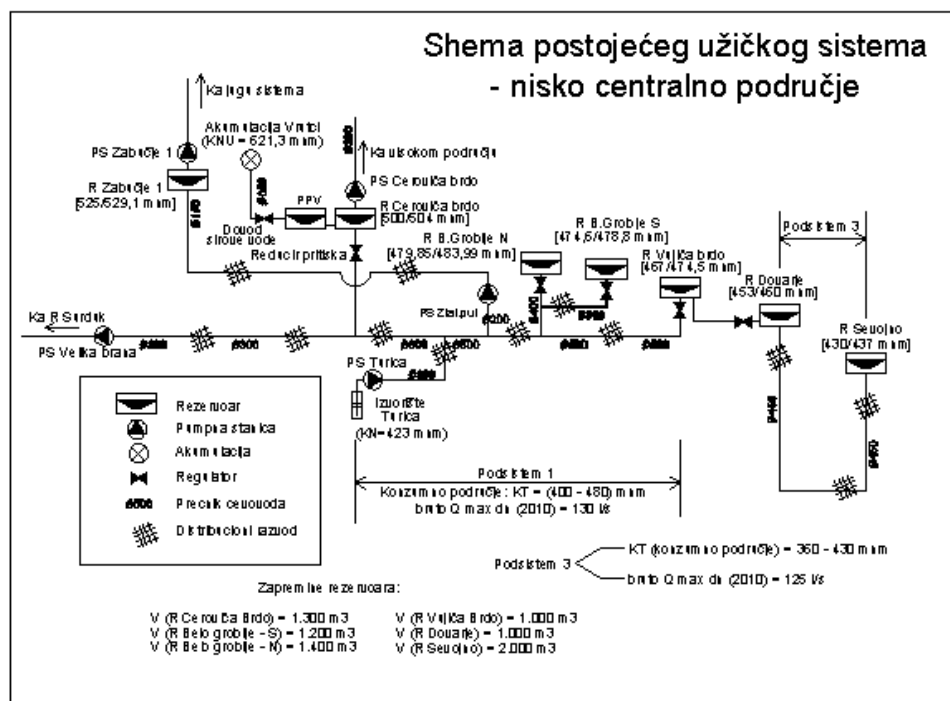 Shema postojećeg užičkog sistema
- nisko centralno područje
Ka jugu sistema
Akumulacija Vrutci
(KNU = 621,3 mnm)
PS Zabučje 1
R Zabučje 1
[525/529,1 mnm]
Ka visokom području
PS Cerovića brdo
PPV
R Cerovića brdo
[500/504 mnm]
Dovod
sirove vode
Reducir pritiska
R B.Groblje N
[479,85/483,99 mnm]
R B.Groblje S
[474,6/478,8 mnm]
R Vujića brdo
[467/474,5 mnm]
Podsistem 3
R Dovarje
[453/460 mnm]
R Sevojno
[430/437 mnm]
Ka R Surduk
PS Velika brana
PS Turica
Izvorište
Turica
(KN=423 mnm)
Rezervoar
Pumpna stanica
Akumulacija
Regulator
Precnik cevovoda
Distribucioni razvod
Podsistem 1
Konzumno područje: KT = (400 - 480) mnm
bruto Q max dn (2010) = 130 l/s
Podsistem 3
KT (konzumno područje) = 360 - 430 mnm
bruto Q max dn (2010) = 125 l/s
Zapremine rezervoara:
V (R Cerovića Brdo) = 1.300 m3
V (R Belo groblje - S) = 1.200 m3
V (R Belo groblje - N) = 1.400 m3
V (R Vujića Brdo) = 1.000 m3
V (R Dovarje) = 1.000 m3
V (R Sevojno) = 2.000 m3